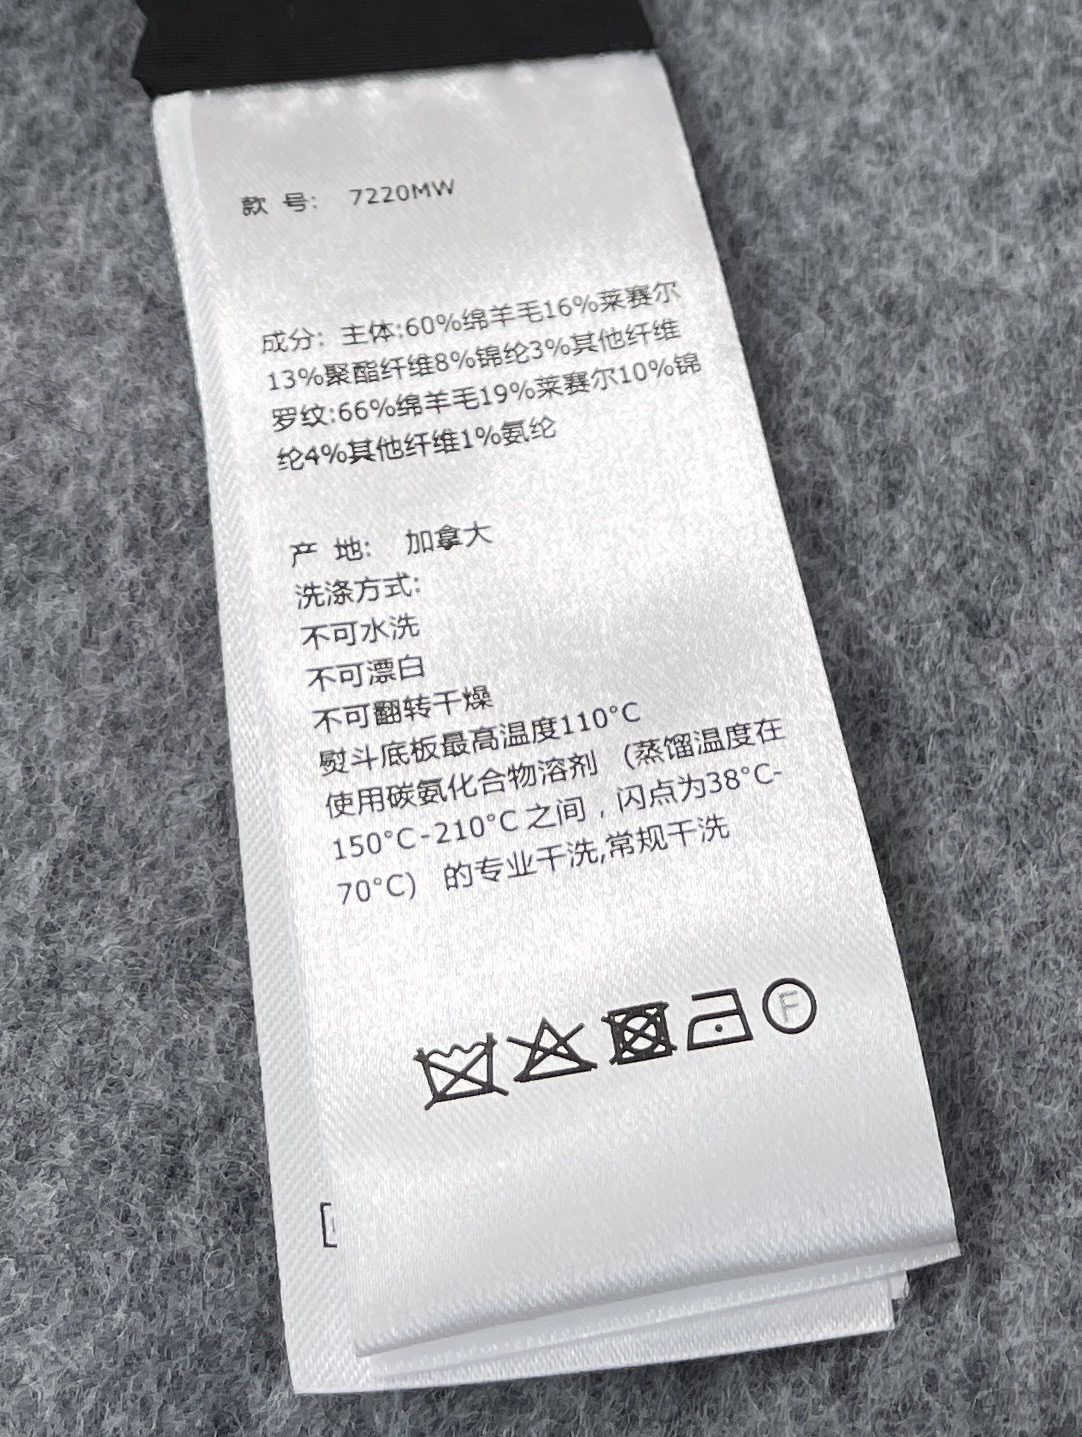 款 号: 7220MW
成分: 主体:60%绵羊毛16%莱赛尔
13%聚酯纤维8%锦纶3%其他纤维
罗纹:66%绵羊毛19%莱赛尔10%锦
纶4%其他纤维1%氨纶
产 地: 加拿大
洗涤方式:
不可水洗
不可漂白
不可翻转干燥
熨斗底板最高温度110°C
使用碳氨化合物溶剂 (蒸馏温度在
150°C-210°C之间，闪点为38°C-
70°C) 的专业干洗,常规干洗
F
[